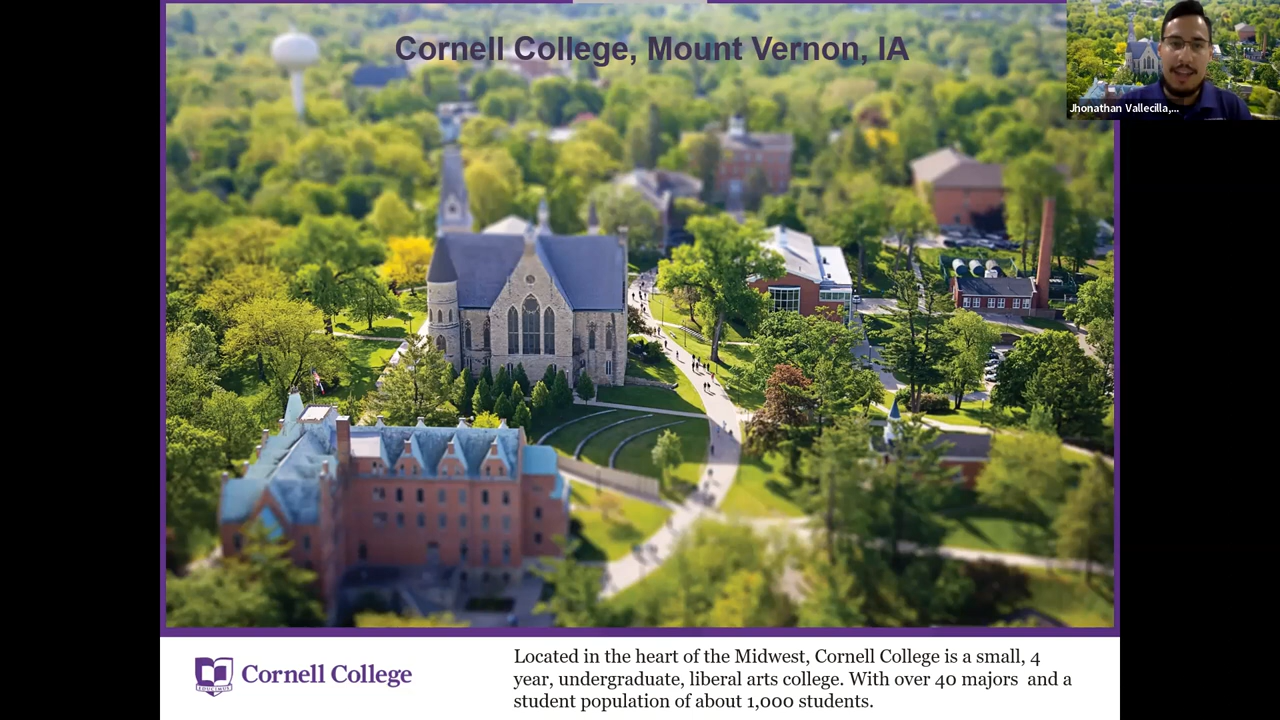 Cornell College, Mount Vernon, IA
Jhonathan Vallecilla,...
Cornell College
Located in the heart of the Midwest, Cornell College is a small, 4
year, undergraduate, liberal arts college. With over 40 majors and a
student population of about 1,000 students.